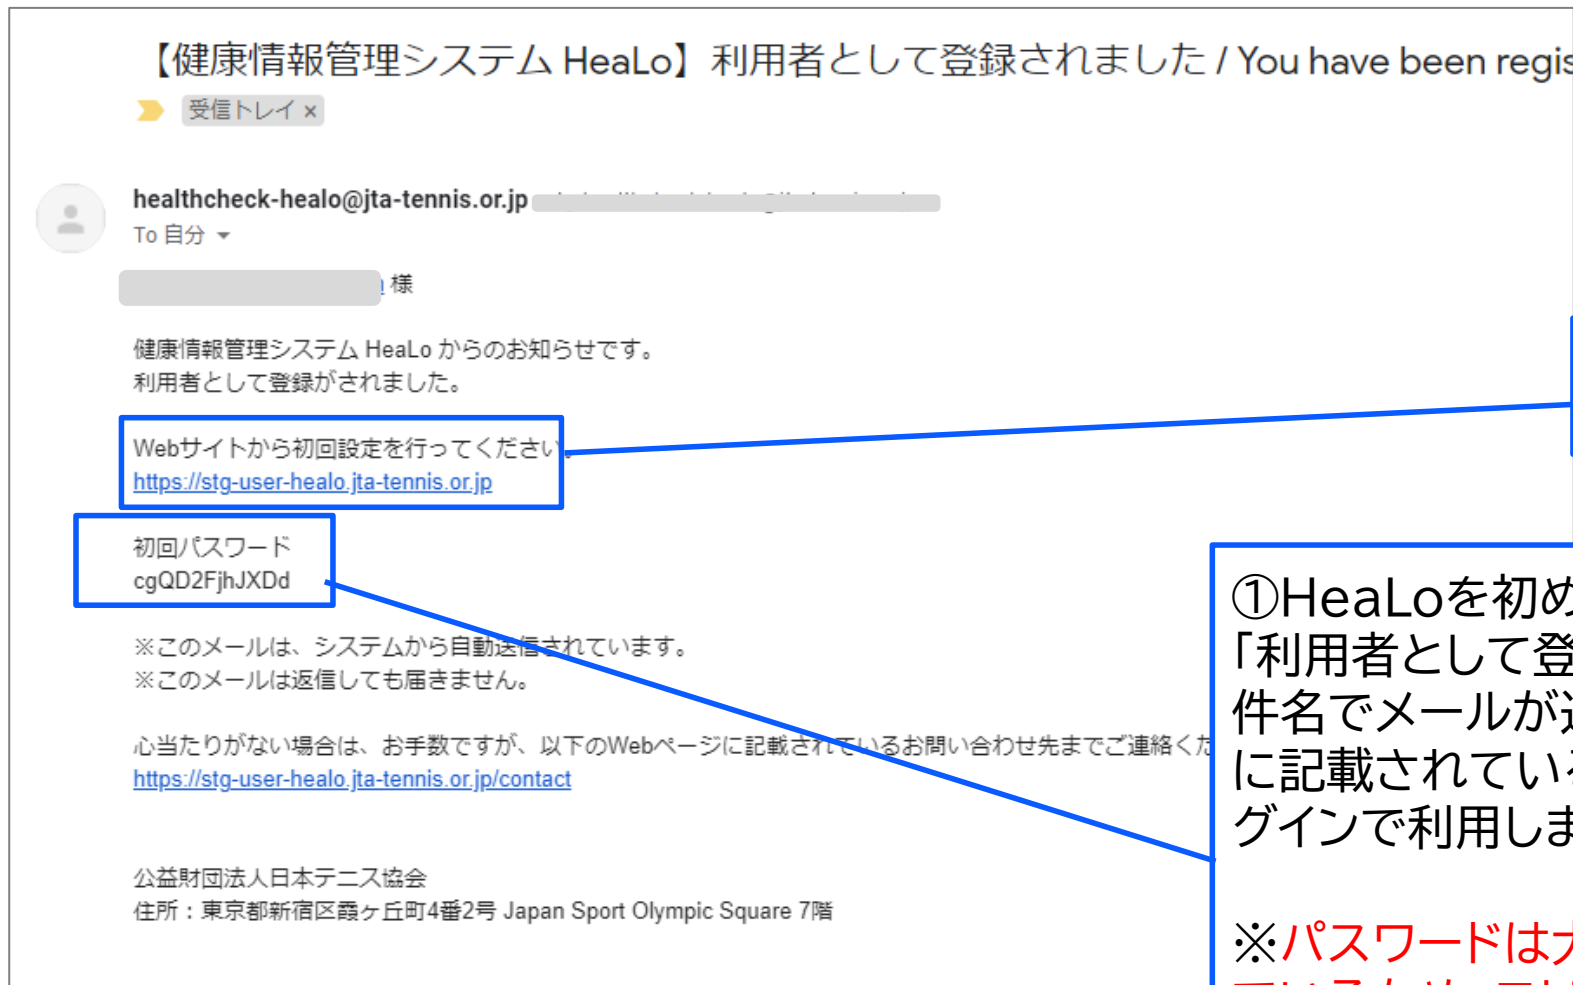 【健康情報管理システム HeaLo】利用者として登録されました / You have been regis
受信トレイ ×
healthcheck-healo@jta-tennis.or.jp
To 自分
様
健康情報管理システム HeaLo からのお知らせです。
利用者として登録がされました。
Webサイトから初回設定を行ってください。
https://stg-user-healo.jta-tennis.or.jp
初回パスワード
cgQD2FjhJXDd
※このメールは、システムから自動送信されています。
※このメールは返信しても届きません。
心当たりがない場合は、お手数ですが、以下のWebページに記載されているお問い合わせ先までご連絡くだ
https://stg-user-healo.jta-tennis.or.jp/contact
公益財団法人日本テニス協会
住所：東京都新宿区霞ヶ丘町4番2号 Japan Sport Olympic Square 7階
①HeaLoを初め
「利用者として登
件名でメールが送
に記載されている
グインで利用しま
※パスワードは大